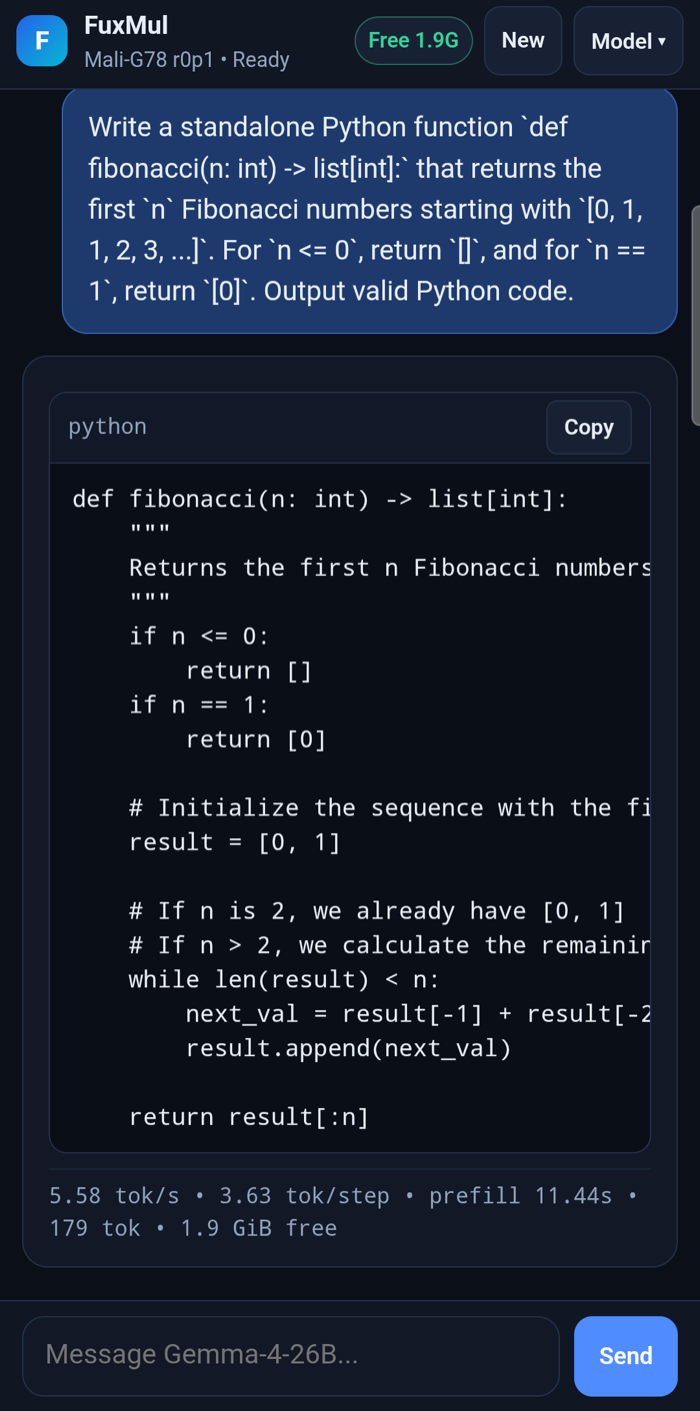 F
FuxMul
Mali-G78 r0p1 • Ready
Free 1.9G
New
Model ▾
Write a standalone Python function `def
fibonacci(n: int) -> list[int]:` that returns the
first `n` Fibonacci numbers starting with `[0, 1,
1, 2, 3, ...]`. For `n <= 0`, return `[]`, and for `n ==
1`, return `[0]`. Output valid Python code.
python
Copy
def fibonacci(n: int) -> list[int]:
    """
    Returns the first n Fibonacci numbers
    """
    if n <= 0:
        return []
    if n == 1:
        return [0]

    # Initialize the sequence with the fi
    result = [0, 1]

    # If n is 2, we already have [0, 1]
    # If n > 2, we calculate the remainin
    while len(result) < n:
        next_val = result[-1] + result[-2
        result.append(next_val)

    return result[:n]
5.58 tok/s • 3.63 tok/step • prefill 11.44s •
179 tok • 1.9 GiB free
Message Gemma-4-26B...
Send